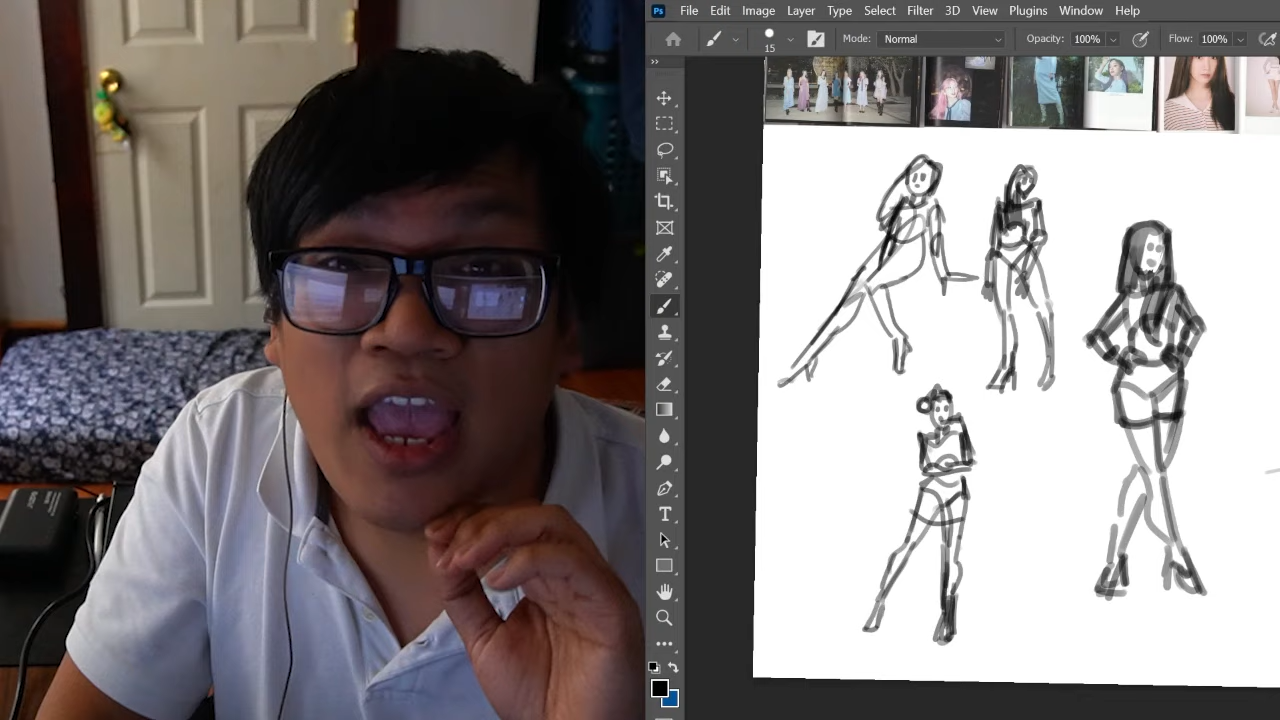 Ps File Edit Image Layer Type Select Filter 3D View Plugins Window Help
15 Mode: Normal Opacity: 100% Flow: 100%
T